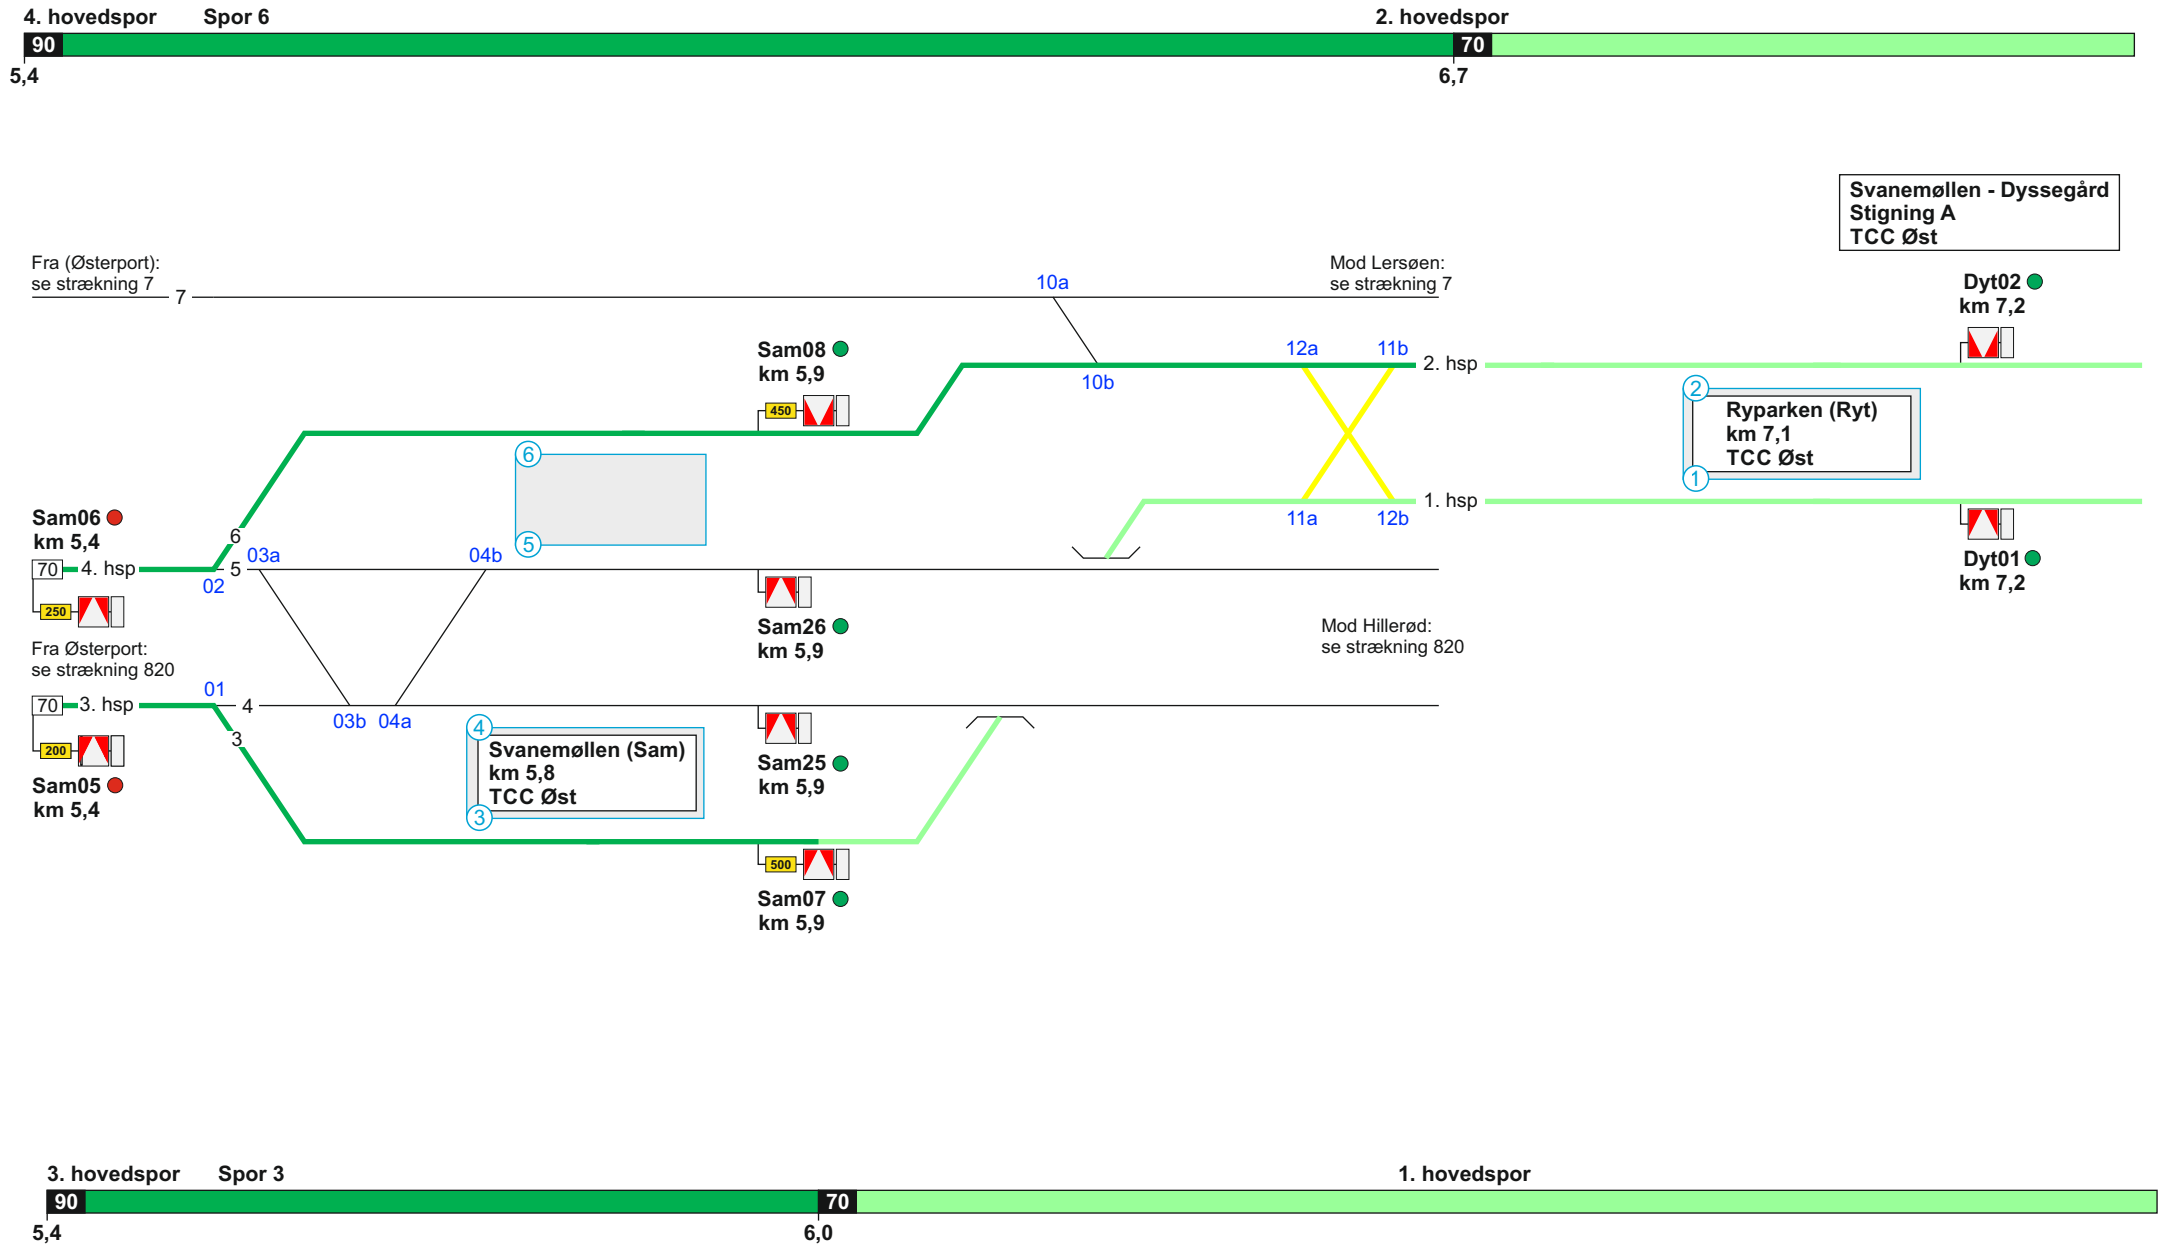 4. hovedspor Spor 6 2. hovedspor
90 70
5,4 6,7
Svanemøllen - Dyssegård
Stigning A
TCC Øst
Fra (Østerport):
se strækning 7
7
10a
Mod Lersøen:
se strækning 7
Dyt02
km 7,2
Sam08
km 5,9
450
12a 11b
10b
2. hsp
2
Ryparken (Ryt)
km 7,1
TCC Øst
1
6
5
1. hsp
11a 12b
Sam06
km 5,4
6
03a
04b
70 4. hsp
5
02
250
Dyt01
km 7,2
Sam26
km 5,9
Mod Hillerød:
se strækning 820
Fra Østerport:
se strækning 820
01
70 3. hsp
4
3
03b 04a
200
Sam05
km 5,4
4
Svanemøllen (Sam)
km 5,8
TCC Øst
3
Sam25
km 5,9
500
Sam07
km 5,9
3. hovedspor Spor 3 1. hovedspor
90 70
5,4 6,0